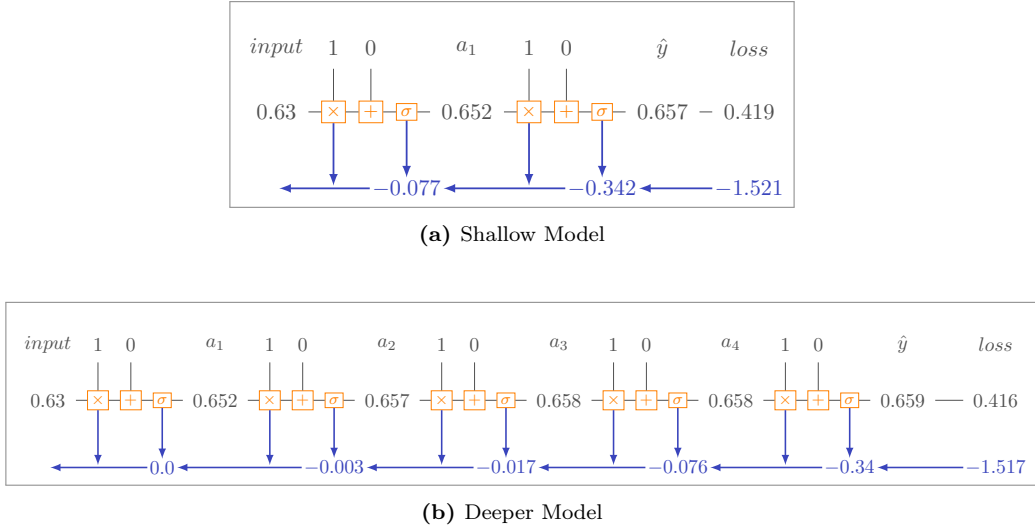 input 1 0 a₁ 1 0 ŷ loss
0.63 × + σ 0.652 × + σ 0.657 0.419
−0.077 −0.342 −1.521
(a) Shallow Model
input 1 0 a₁ 1 0 a₂ 1 0 a₃ 1 0 a₄ 1 0 ŷ loss
0.63 × + σ 0.652 × + σ 0.657 × + σ 0.658 × + σ 0.658 × + σ 0.659 0.416
0.0 −0.003 −0.017 −0.076 −0.34 −1.517
(b) Deeper Model